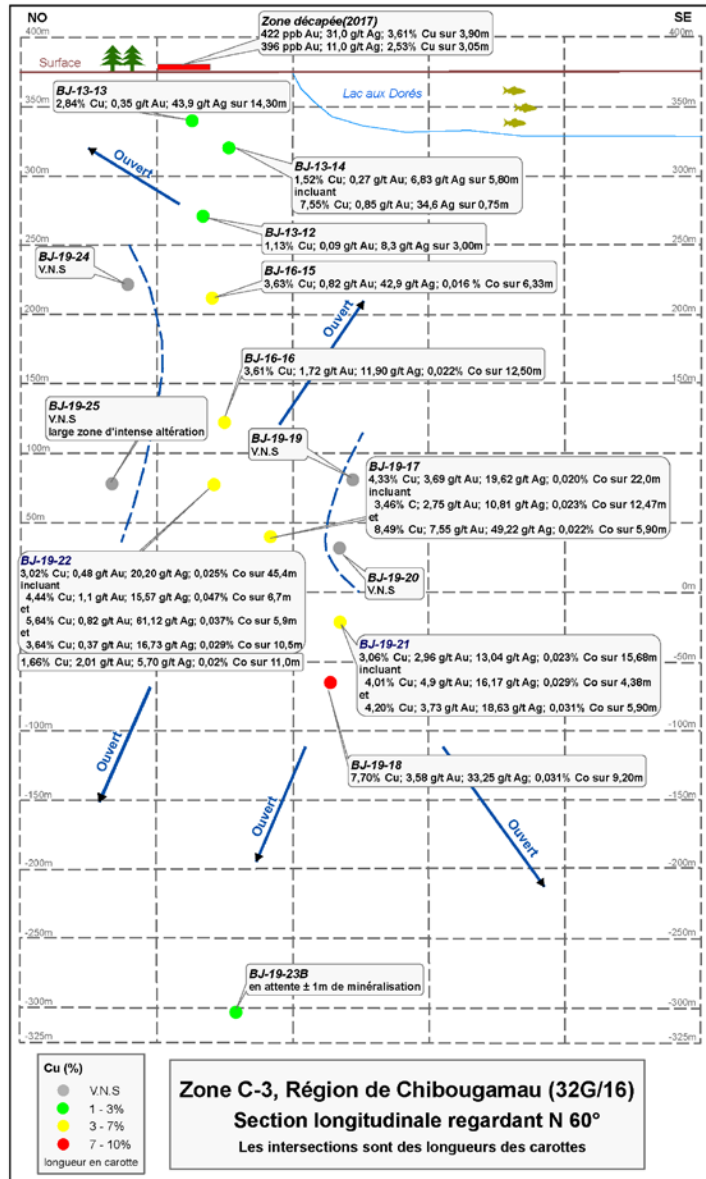 NO
SE
Zone décapée(2017)
422 ppb Au; 31,0 g/t Ag; 3,61% Cu sur 3,90m
396 ppb Au; 11,0 g/t Ag; 2,53% Cu sur 3,05m
400m
400m
Surface
BJ-13-13
2,84% Cu; 0,35 g/t Au; 43,9 g/t Ag sur 14,30m
Lac aux Dorés
350m
350m
Ouvert
BJ-13-14
1,52% Cu; 0,27 g/t Au; 6,83 g/t Ag sur 5,80m
incluant
7,55% Cu; 0,85 g/t Au; 34,6 Ag sur 0,75m
300m
300m
BJ-13-12
1,13% Cu; 0,09 g/t Au; 8,3 g/t Ag sur 3,00m
250m
250m
BJ-19-24
V.N.S
BJ-16-15
3,63% Cu; 0,82 g/t Au; 42,9 g/t Ag; 0,016 % Co sur 6,33m
200m
200m
Ouvert
BJ-16-16
3,61% Cu; 1,72 g/t Au; 11,90 g/t Ag; 0,022% Co sur 12,50m
150m
150m
BJ-19-25
V.N.S
large zone d'intense altération
BJ-19-19
V.N.S
100m
100m
BJ-19-17
4,33% Cu; 3,69 g/t Au; 19,62 g/t Ag; 0,020% Co sur 22,0m
incluant
3,46% C; 2,75 g/t Au; 10,81 g/t Ag; 0,023% Co sur 12,47m
et
8,49% Cu; 7,55 g/t Au; 49,22 g/t Ag; 0,022% Co sur 5,90m
50m
50m
BJ-19-22
3,02% Cu; 0,48 g/t Au; 20,20 g/t Ag; 0,025% Co sur 45,4m
incluant
4,44% Cu; 1,1 g/t Au; 15,57 g/t Ag; 0,047% Co sur 6,7m
et
5,64% Cu; 0,82 g/t Au; 61,12 g/t Ag; 0,037% Co sur 5,9m
et
3,64% Cu; 0,37 g/t Au; 16,73 g/t Ag; 0,029% Co sur 10,5m
1,66% Cu; 2,01 g/t Au; 5,70 g/t Ag; 0,02% Co sur 11,0m
BJ-19-20
V.N.S
0m
BJ-19-21
3,06% Cu; 2,96 g/t Au; 13,04 g/t Ag; 0,023% Co sur 15,68m
incluant
4,01% Cu; 4,9 g/t Au; 16,17 g/t Ag; 0,029% Co sur 4,38m
et
4,20% Cu; 3,73 g/t Au; 18,63 g/t Ag; 0,031% Co sur 5,90m
-50m
-100m
-100m
BJ-19-18
7,70% Cu; 3,58 g/t Au; 33,25 g/t Ag; 0,031% Co sur 9,20m
Ouvert
Ouvert
Ouvert
-150m
-150m
-200m
-200m
-250m
-250m
BJ-19-23B
en attente ± 1m de minéralisation
-300m
-300m
-325m
-325m
Cu (%)
V.N.S
1 - 3%
3 - 7%
7 - 10%
longueur en carotte
Zone C-3, Région de Chibougamau (32G/16)
Section longitudinale regardant N 60°
Les intersections sont des longueurs des carottes